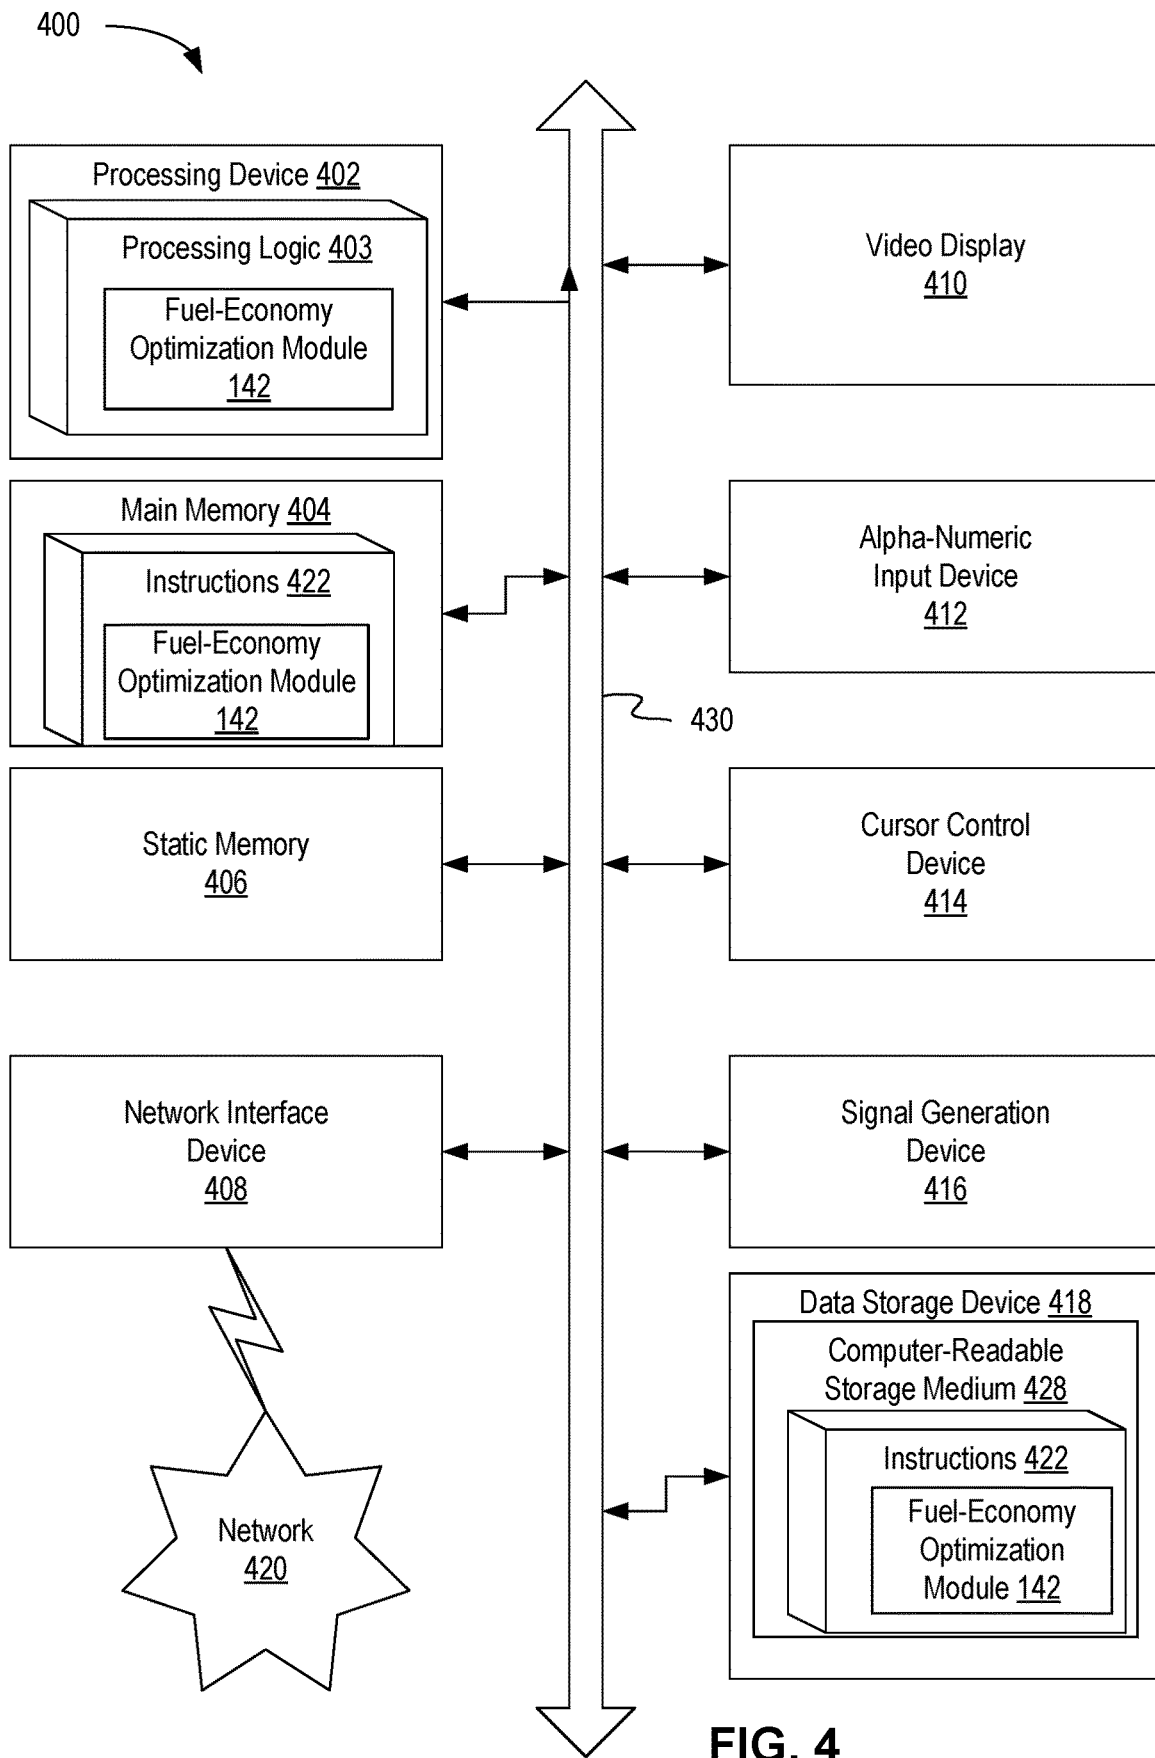 400
Processing Device 402
Processing Logic 403
Fuel-Economy
Optimization Module
142
Main Memory 404
Instructions 422
Fuel-Economy
Optimization Module
142
Static Memory
406
Network Interface
Device
408
Network
420
430
Video Display
410
Alpha-Numeric
Input Device
412
Cursor Control
Device
414
Signal Generation
Device
416
Data Storage Device 418
Computer-Readable
Storage Medium 428
Instructions 422
Fuel-Economy
Optimization
Module 142
FIG. 4